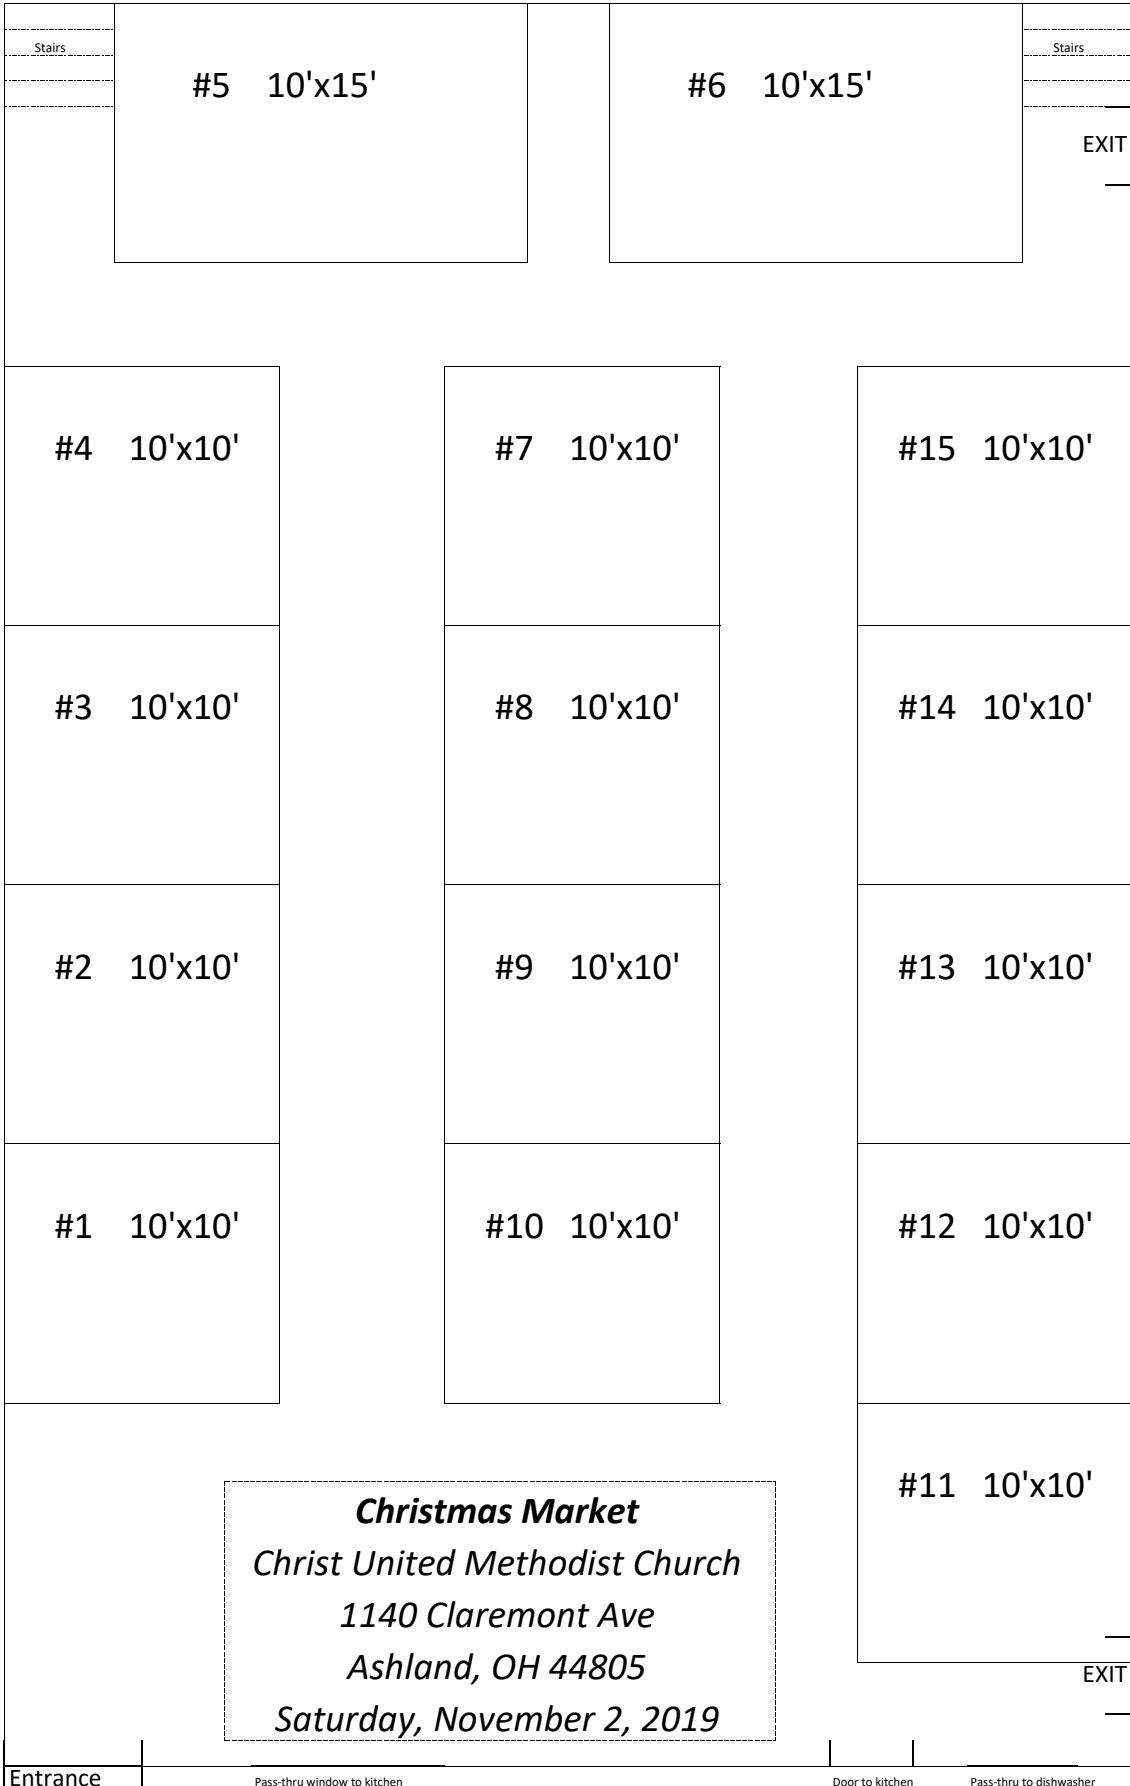 Stairs
Stairs
#5 10'x15'
#6 10'x15'
EXIT
#4 10'x10'
#7 10'x10'
#15 10'x10'
#3 10'x10'
#8 10'x10'
#14 10'x10'
#2 10'x10'
#9 10'x10'
#13 10'x10'
#1 10'x10'
#10 10'x10'
#12 10'x10'
#11 10'x10'
Christmas Market
Christ United Methodist Church
1140 Claremont Ave
Ashland, OH 44805
Saturday, November 2, 2019
EXIT
Entrance
Pass-thru window to kitchen
Door to kitchen
Pass-thru to dishwasher